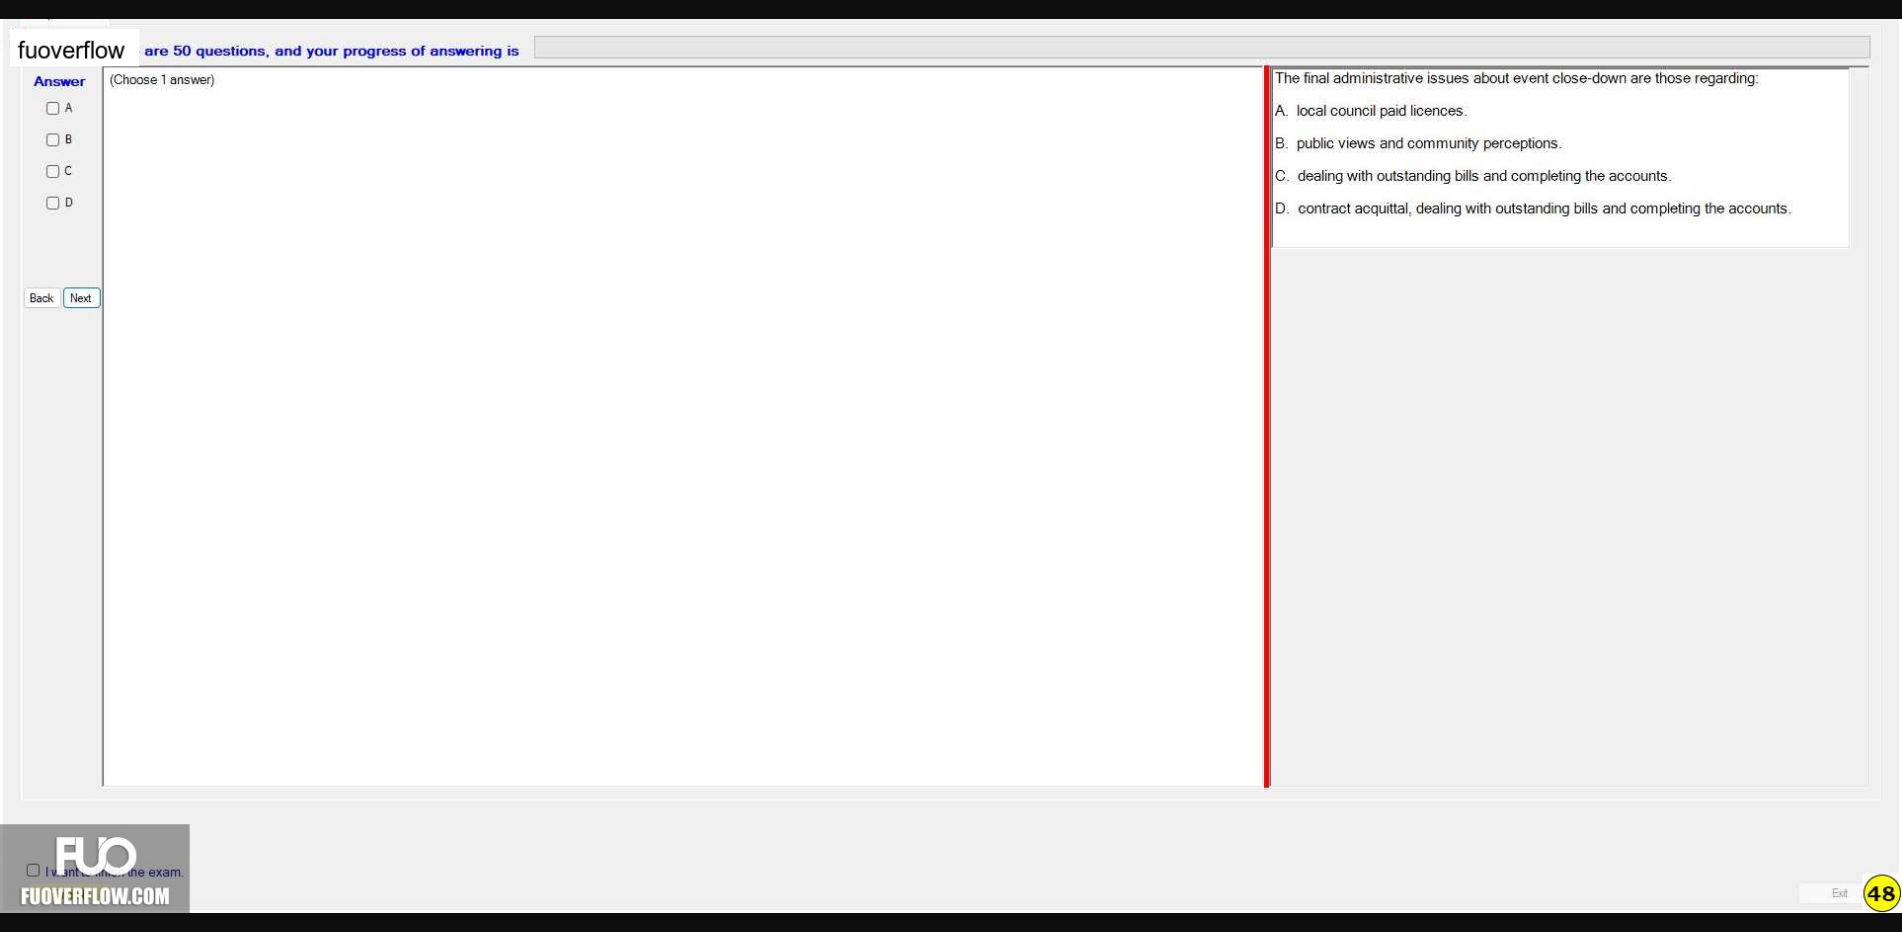 fuoverflow are 50 questions, and your progress of answering is
Answer
(Choose 1 answer)
A
B
C
D
Back Next
The final administrative issues about event close-down are those regarding:
A. local council paid licences.
B. public views and community perceptions.
C. dealing with outstanding bills and completing the accounts.
D. contract acquittal, dealing with outstanding bills and completing the accounts.
FUO
I want to finish the exam.
FUOVERFLOW.COM
Exit
48